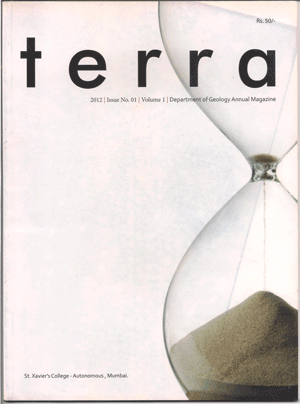 Rs. 50/-
terra
2012 | Issue No. 01 | Volume 1 | Department of Geology Annual Magazine
St. Xavier's College - Autonomous , Mumbai.